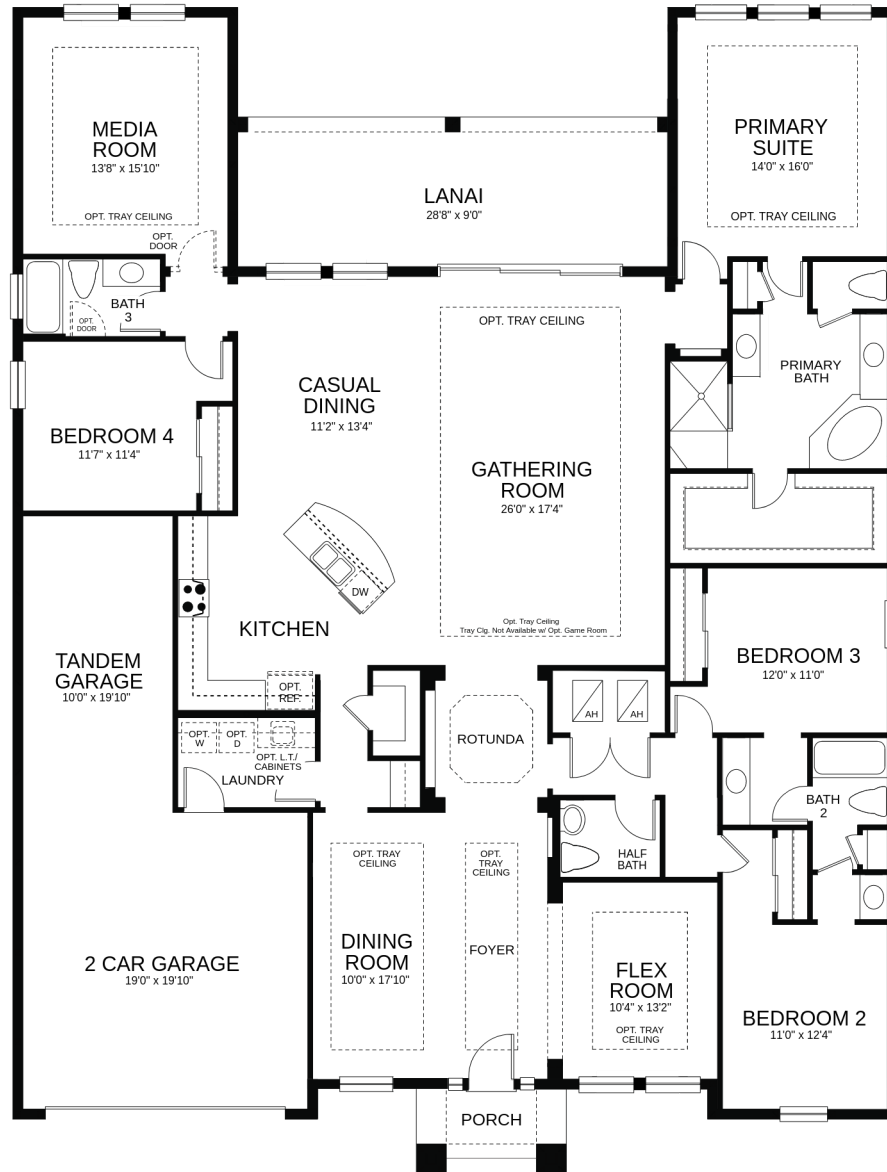 MEDIA
ROOM
13'8" x 15'10"
OPT. TRAY CEILING
OPT.
DOOR
LANAI
28'8" x 9'0"
PRIMARY
SUITE
14'0" x 16'0"
OPT. TRAY CEILING
BATH
3
OPT.
DOOR
BEDROOM 4
11'7" x 11'4"
CASUAL
DINING
11'2" x 13'4"
OPT. TRAY CEILING
GATHERING
ROOM
26'0" x 17'4"
Opt. Tray Ceiling
Tray Clg. Not Available w/ Opt. Game Room
PRIMARY
BATH
DW
KITCHEN
OPT.
REF.
TANDEM
GARAGE
10'0" x 19'10"
BEDROOM 3
12'0" x 11'0"
OPT.
W
OPT.
D
OPT. L.T./
CABINETS
LAUNDRY
ROTUNDA
AH
AH
BATH
2
HALF
BATH
OPT. TRAY
CEILING
OPT.
TRAY
CEILING
DINING
ROOM
10'0" x 17'10"
FOYER
2 CAR GARAGE
19'0" x 19'10"
FLEX
ROOM
10'4" x 13'2"
OPT. TRAY
CEILING
BEDROOM 2
11'0" x 12'4"
PORCH